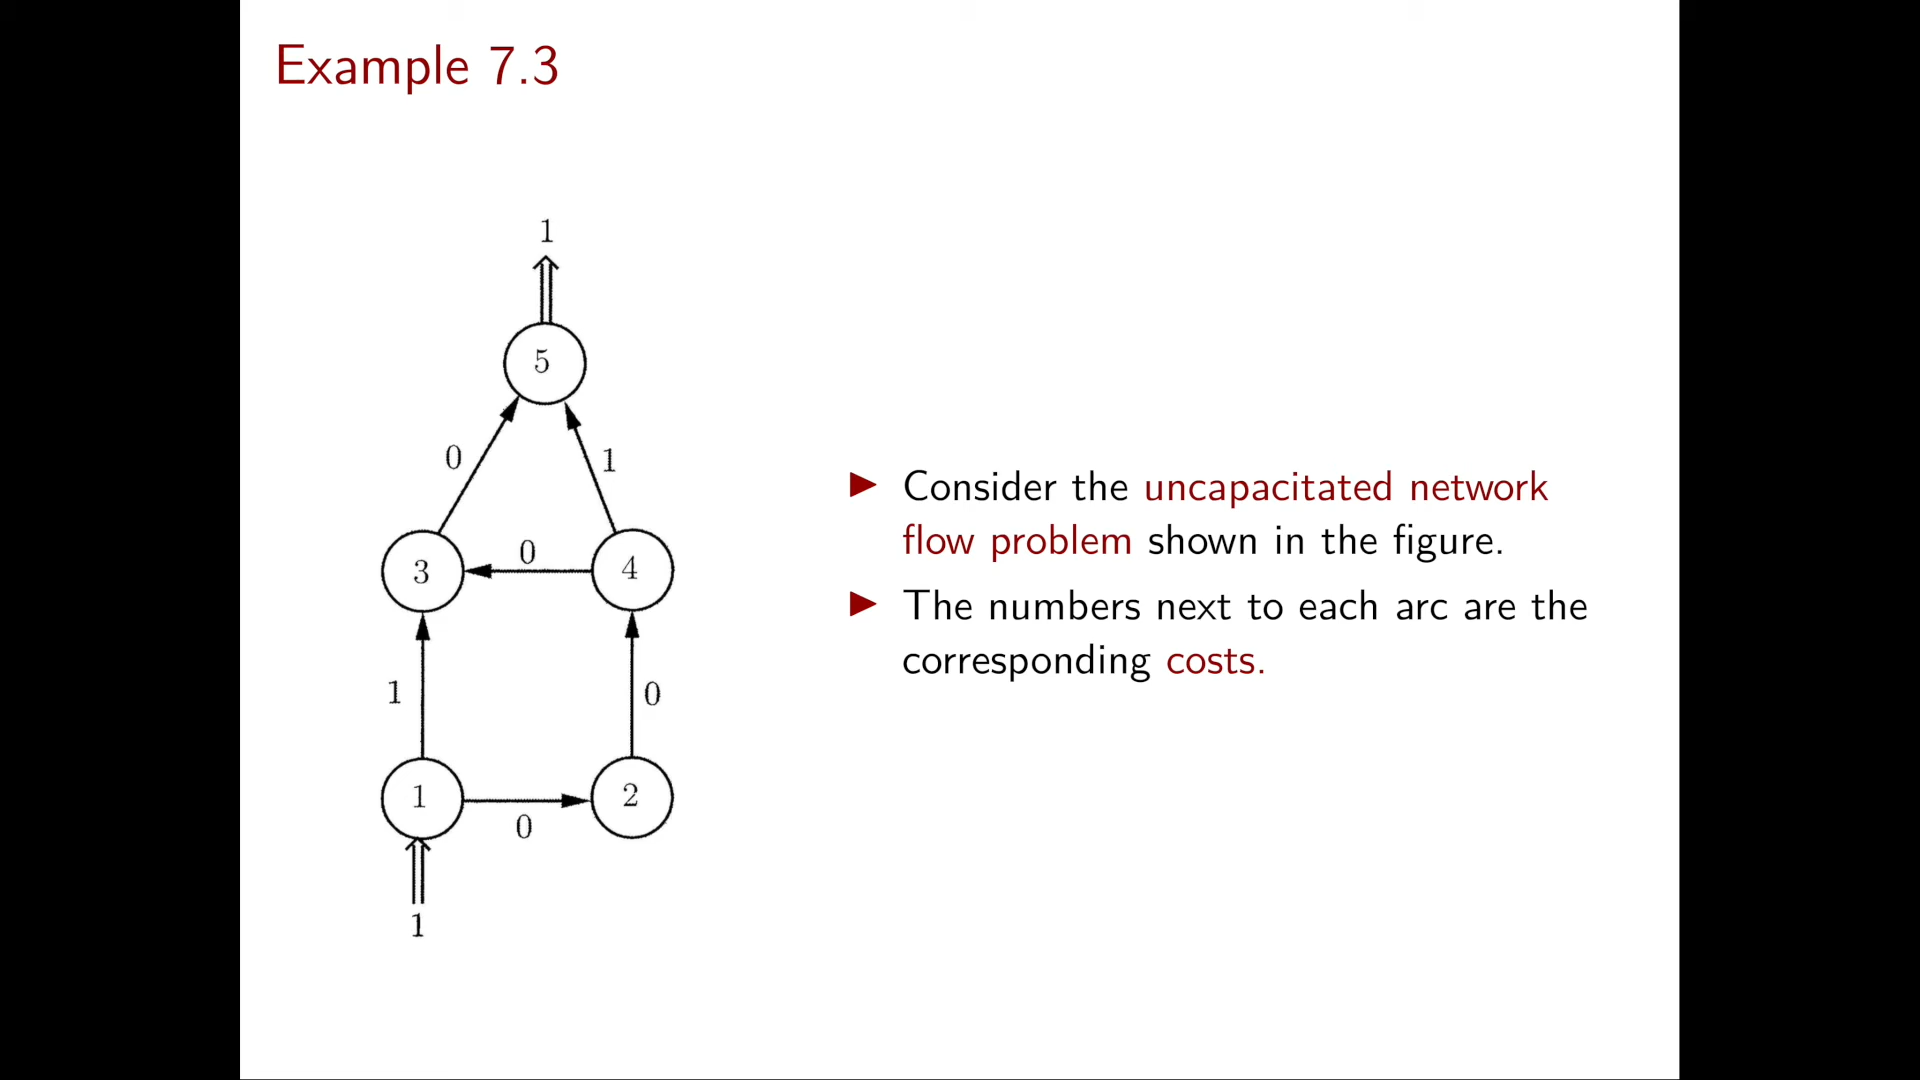 Example 7.3
1
5
0
1
3
0
4
1
0
1
2
0
1
▶ Consider the uncapacitated network
flow problem shown in the figure.
▶ The numbers next to each arc are the
corresponding costs.